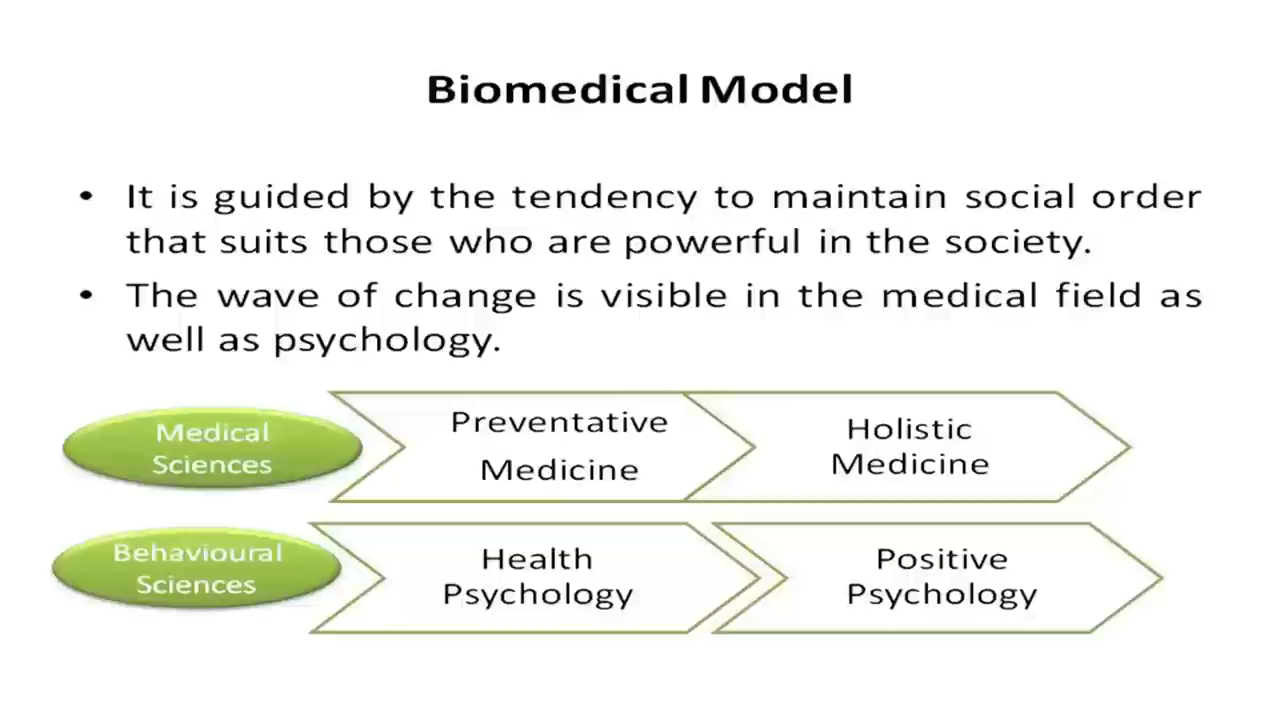 Biomedical Model
• It is guided by the tendency to maintain social order
that suits those who are powerful in the society.
• The wave of change is visible in the medical field as
well as psychology.
Medical
Sciences
Preventative
Medicine
Holistic
Medicine
Behavioural
Sciences
Health
Psychology
Positive
Psychology